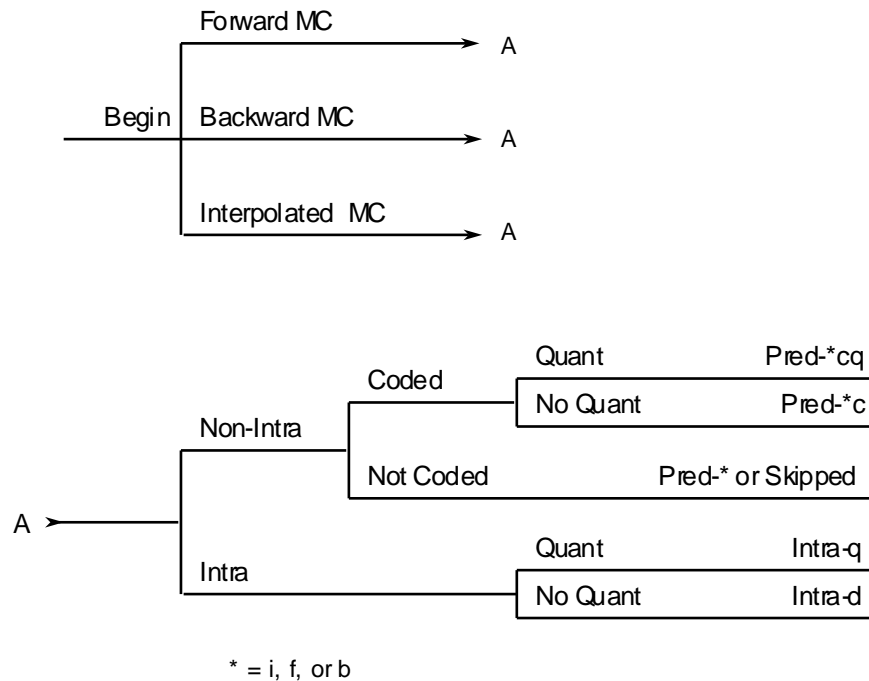 Forward MC
A
Begin
Backward MC
A
Interpolated MC
A
Quant
Pred-*cq
Coded
No Quant
Pred-*c
Non-Intra
Not Coded
Pred-* or Skipped
A
Quant
Intra-q
Intra
No Quant
Intra-d
* = i, f, or b